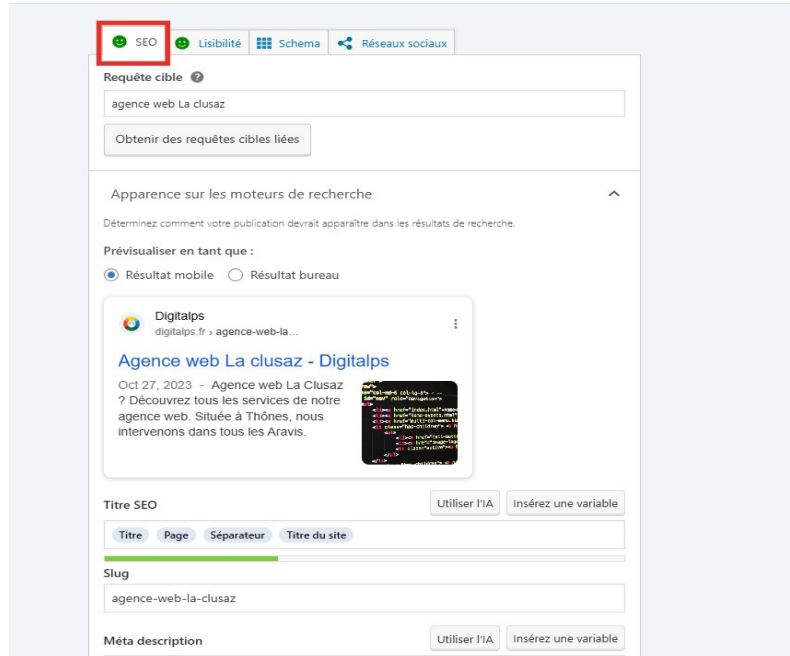 SEO Lisibilité Schema Réseaux sociaux
Requête cible ?
agence web La clusaz
Obtenir des requêtes cibles liées
Apparence sur les moteurs de recherche
Déterminez comment votre publication devrait apparaître dans les résultats de recherche.
Prévisualiser en tant que :
Résultat mobile Résultat bureau
Digitalps
digitalps.fr › agence-web-la...
Agence web La clusaz - Digitalps
Oct 27, 2023 - Agence web La Clusaz
? Découvrez tous les services de notre
agence web. Située à Thônes, nous
intervenons dans tous les Aravis.
Titre SEO Utiliser l'IA Insérez une variable
Titre Page Séparateur Titre du site
Slug
agence-web-la-clusaz
Méta description Utiliser l'IA Insérez une variable